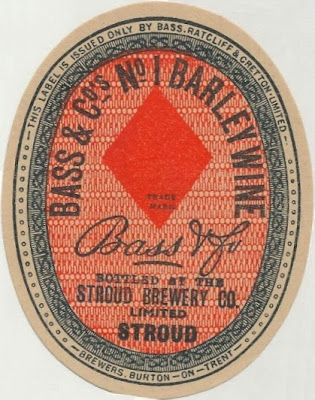 THIS LABEL IS ISSUED ONLY BY BASS, RATCLIFF & GRETTON LIMITED
BASS & CO'S No 1 BARLEY WINE
TRADE
MARK
Bass & Co
BOTTLED BY THE
STROUD BREWERY CO.
LIMITED
STROUD
BREWERS. BURTON-ON-TRENT